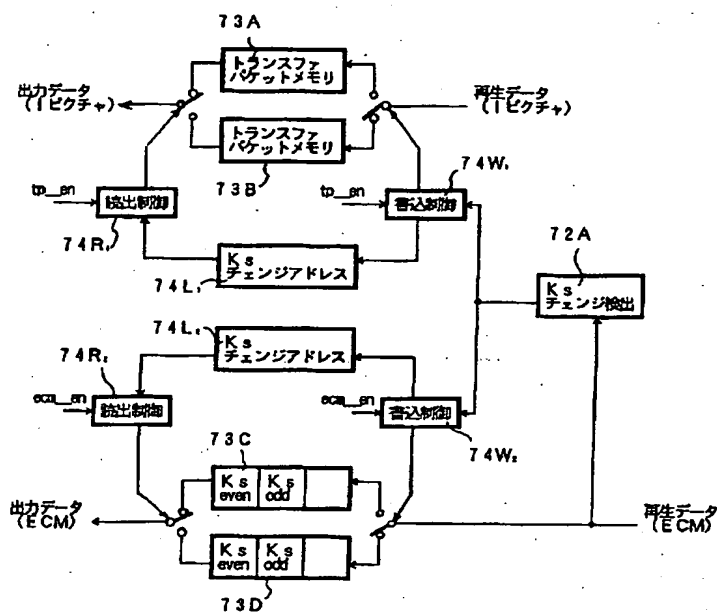 73A
トランスファ
パケットメモリ
出力データ
(Iピクチャ)
再生データ
(Iピクチャ)
トランスファ
パケットメモリ
73B
74W₁
tp_en
読出制御
tp_en
書込制御
74R₁
72A
Ks
チェンジアドレス
74L₁
Ks
チェンジ検出
74L₂
Ks
チェンジアドレス
74R₂
ecm_en
読出制御
ecm_en
書込制御
74W₂
73C
Ks
even
Ks
odd
出力データ
(ECM)
再生データ
(ECM)
Ks
even
Ks
odd
73D